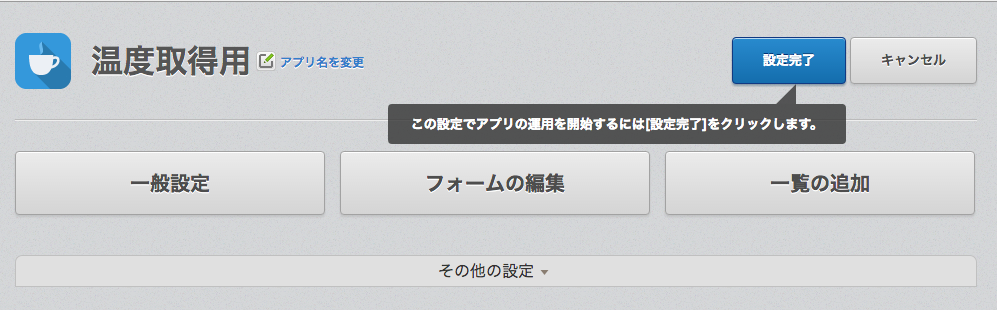 温度取得用
アプリ名を変更
設定完了
キャンセル
この設定でアプリの運用を開始するには[設定完了]をクリックします。
一般設定
フォームの編集
一覧の追加
その他の設定